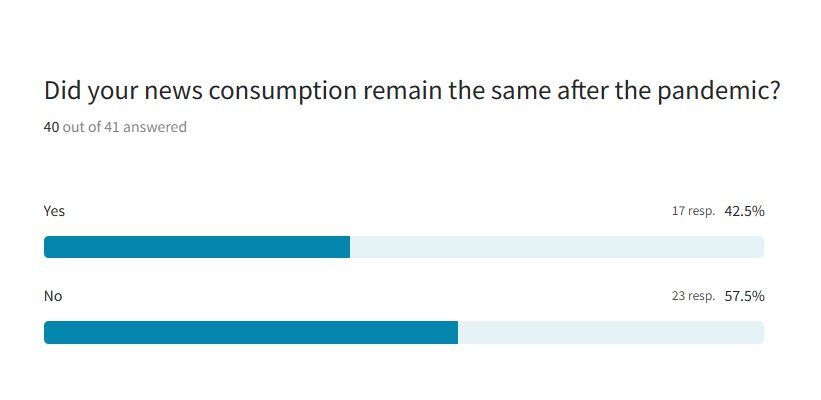 Did your news consumption remain the same after the pandemic?
40 out of 41 answered
Yes 17 resp. 42.5%
No 23 resp. 57.5%